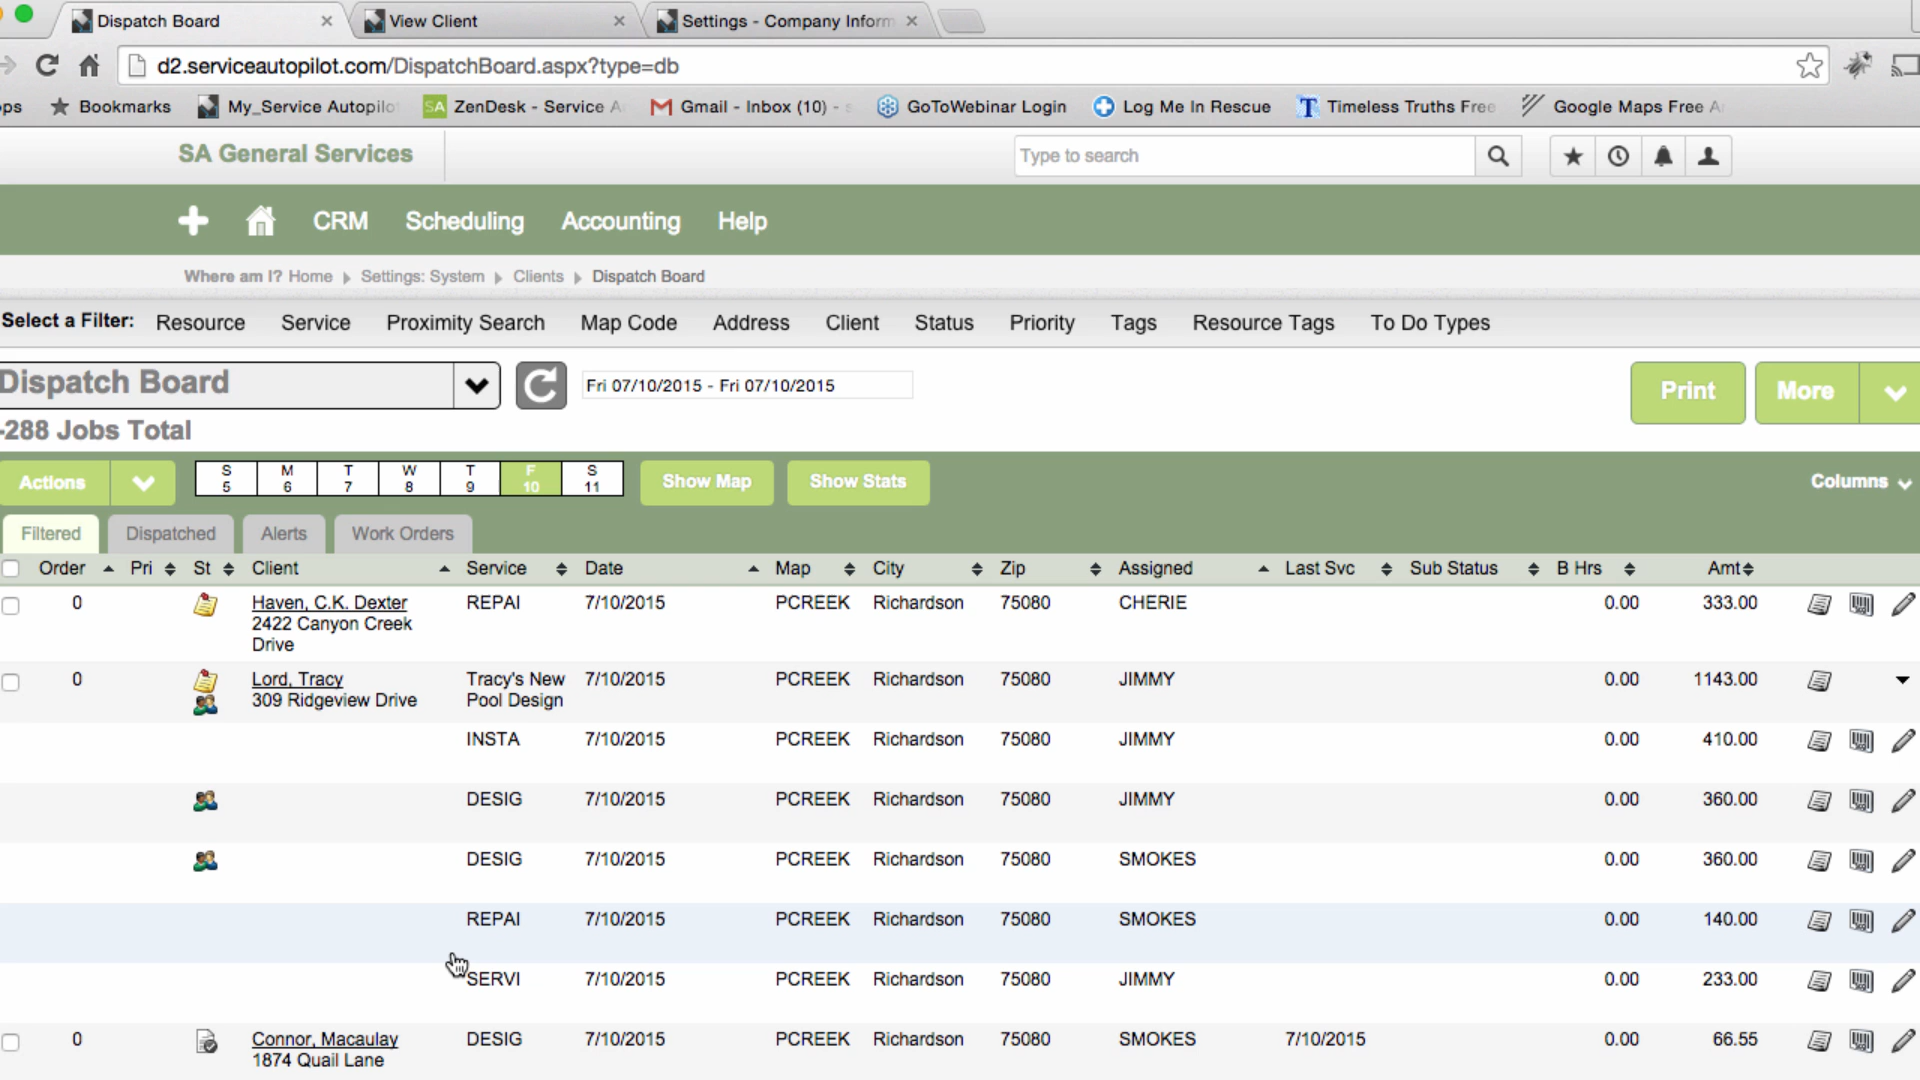 Dispatch Board
View Client
Settings - Company Inform
d2.serviceautopilot.com/DispatchBoard.aspx?type=db
ps Bookmarks My_Service Autopilo ZenDesk - Service A Gmail - Inbox (10) - s GoToWebinar Login Log Me In Rescue Timeless Truths Free Google Maps Free A
SA General Services
Type to search
CRM Scheduling Accounting Help
Where am I? Home Settings: System Clients Dispatch Board
Select a Filter: Resource Service Proximity Search Map Code Address Client Status Priority Tags Resource Tags To Do Types
Dispatch Board
Fri 07/10/2015 - Fri 07/10/2015
Print More
-288 Jobs Total
Actions
S M T W T F S
5 6 7 8 9 10 11
Show Map Show Stats
Columns
Filtered Dispatched Alerts Work Orders
Order Pri St Client Service Date Map City Zip Assigned Last Svc Sub Status B Hrs Amt
0 Haven, C.K. Dexter REPAI 7/10/2015 PCREEK Richardson 75080 CHERIE 0.00 333.00
2422 Canyon Creek
Drive
0 Lord, Tracy Tracy's New 7/10/2015 PCREEK Richardson 75080 JIMMY 0.00 1143.00
309 Ridgeview Drive Pool Design
INSTA 7/10/2015 PCREEK Richardson 75080 JIMMY 0.00 410.00
DESIG 7/10/2015 PCREEK Richardson 75080 JIMMY 0.00 360.00
DESIG 7/10/2015 PCREEK Richardson 75080 SMOKES 0.00 360.00
REPAI 7/10/2015 PCREEK Richardson 75080 SMOKES 0.00 140.00
SERVI 7/10/2015 PCREEK Richardson 75080 JIMMY 0.00 233.00
0 Connor, Macaulay DESIG 7/10/2015 PCREEK Richardson 75080 SMOKES 7/10/2015 0.00 66.55
1874 Quail Lane